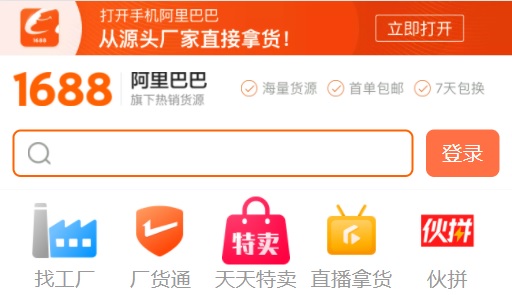 打开手机阿里巴巴
从源头厂家直接拿货!
立即打开
1688
1688
阿里巴巴
旗下热销货源
海量货源
首单包邮
7天包换
登录
特卖
伙拼
找工厂
厂货通
天天特卖
直播拿货
伙拼